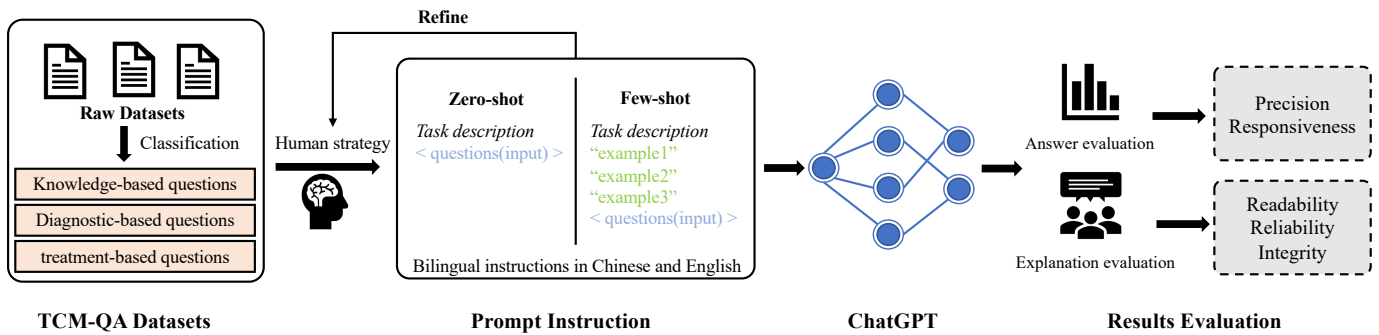 Refine
Raw Datasets
Classification
Knowledge-based questions
Diagnostic-based questions
treatment-based questions
TCM-QA Datasets
Human strategy
Zero-shot
Task description
< questions(input) >
Few-shot
Task description
“example1”
“example2”
“example3”
< questions(input) >
Bilingual instructions in Chinese and English
Prompt Instruction
ChatGPT
Answer evaluation
Explanation evaluation
Precision
Responsiveness
Readability
Reliability
Integrity
Results Evaluation